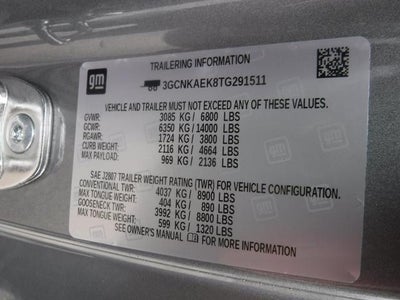 gm
TRAILERING INFORMATION
3GCNKAEK8TG291511
VEHICLE AND TRAILER MUST NOT EXCEED ANY OF THESE VALUES.
GVWR: 3085 KG/ 6800 LBS
GCWR: 6350 KG/14000 LBS
RGAWR: 1724 KG/ 3800 LBS
CURB WEIGHT: 2116 KG/ 4664 LBS
MAX PAYLOAD: 969 KG/ 2136 LBS
SAE J2807 TRAILER WEIGHT RATING (TWR) FOR VEHICLE CONFIGURATION.
CONVENTIONAL TWR: 4037 KG/ 8900 LBS
MAX TONGUE WEIGHT: 404 KG/ 890 LBS
GOOSENECK TWR: 3992 KG/ 8800 LBS
MAX TONGUE WEIGHT: 599 KG/ 1320 LBS
SEE OWNER'S MANUAL FOR MORE INFORMATION